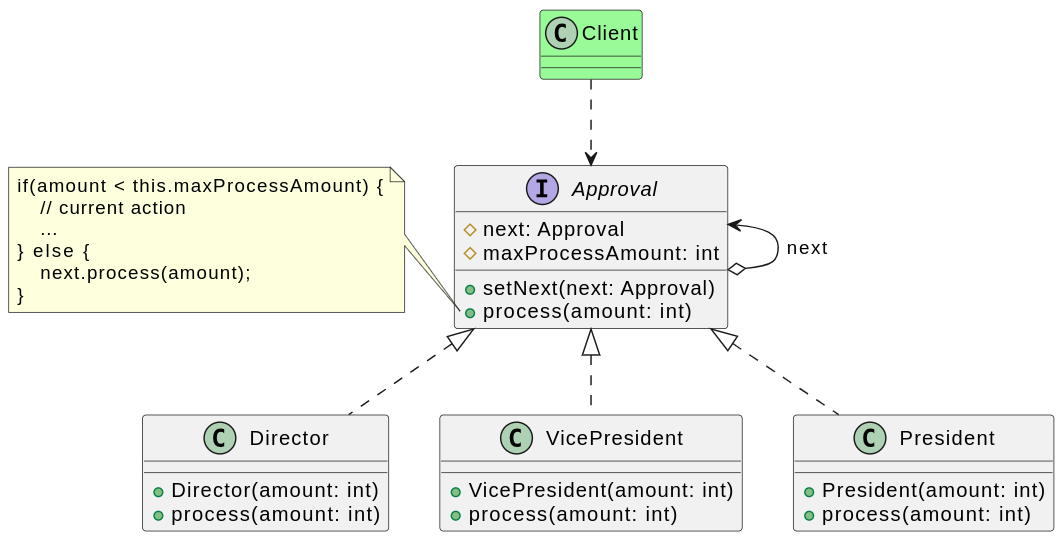 C Client
if(amount < this.maxProcessAmount) {
// current action
...
} else {
next.process(amount);
}
I Approval
next: Approval
maxProcessAmount: int
setNext(next: Approval)
process(amount: int)
next
C Director
Director(amount: int)
process(amount: int)
C VicePresident
VicePresident(amount: int)
process(amount: int)
C President
President(amount: int)
process(amount: int)